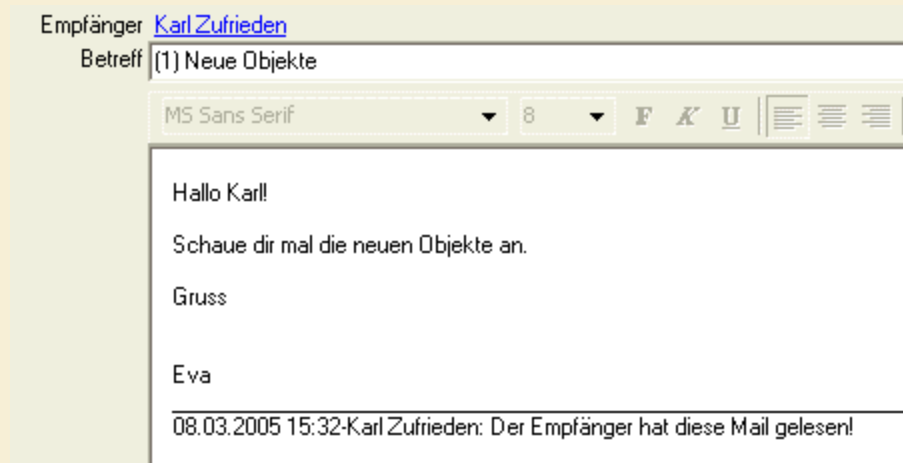 Empfänger Karl Zufrieden
Betreff (1) Neue Objekte
MS Sans Serif 8 F K U
Hallo Karl!
Schaue dir mal die neuen Objekte an.
Gruss
Eva
08.03.2005 15:32-Karl Zufrieden: Der Empfänger hat diese Mail gelesen!